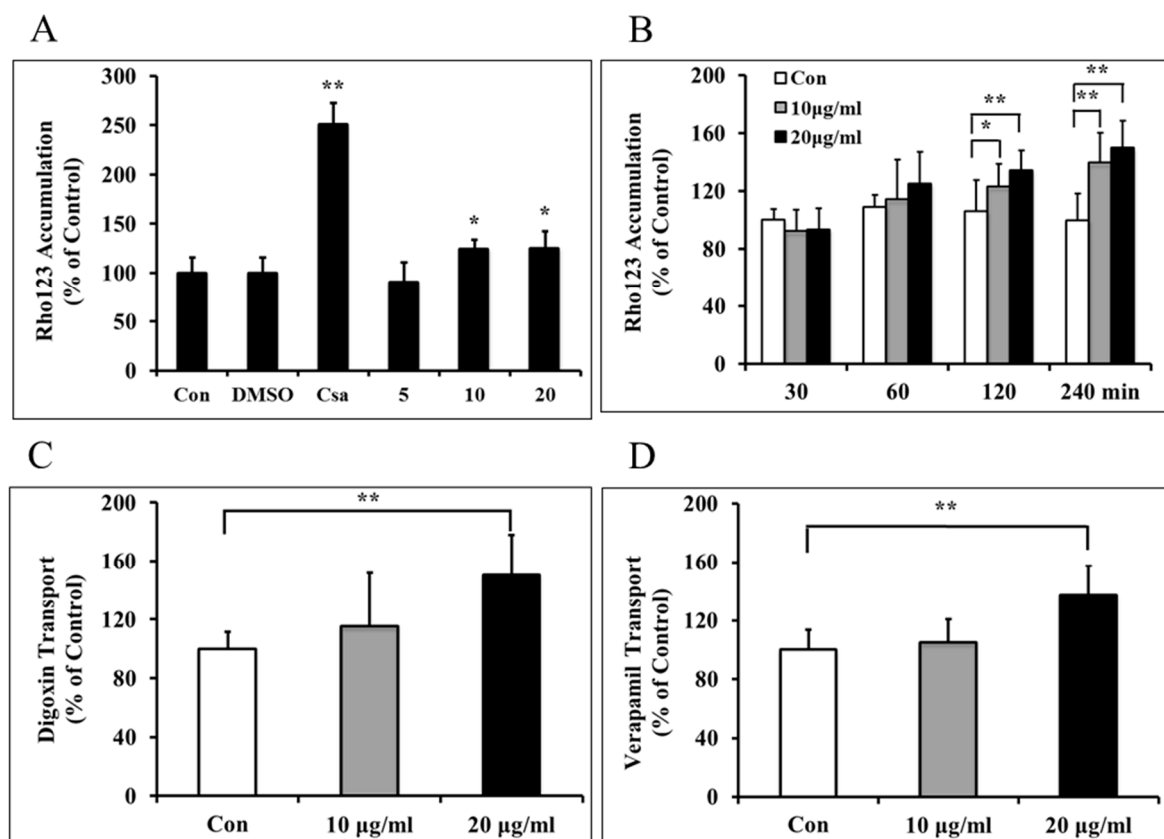 A
Rho123 Accumulation
(% of Control)
300
250
200
150
100
50
0
**
*
*
Con DMSO Csa 5 10 20
B
Rho123 Accumulation
(% of Control)
200
160
120
80
40
0
Con
10μg/ml
20μg/ml
**
*
**
**
30 60 120 240 min
C
Digoxin Transport
(% of Control)
200
160
120
80
40
0
**
Con 10 μg/ml 20 μg/ml
D
Verapamil Transport
(% of Control)
200
160
120
80
40
0
**
Con 10 μg/ml 20 μg/ml